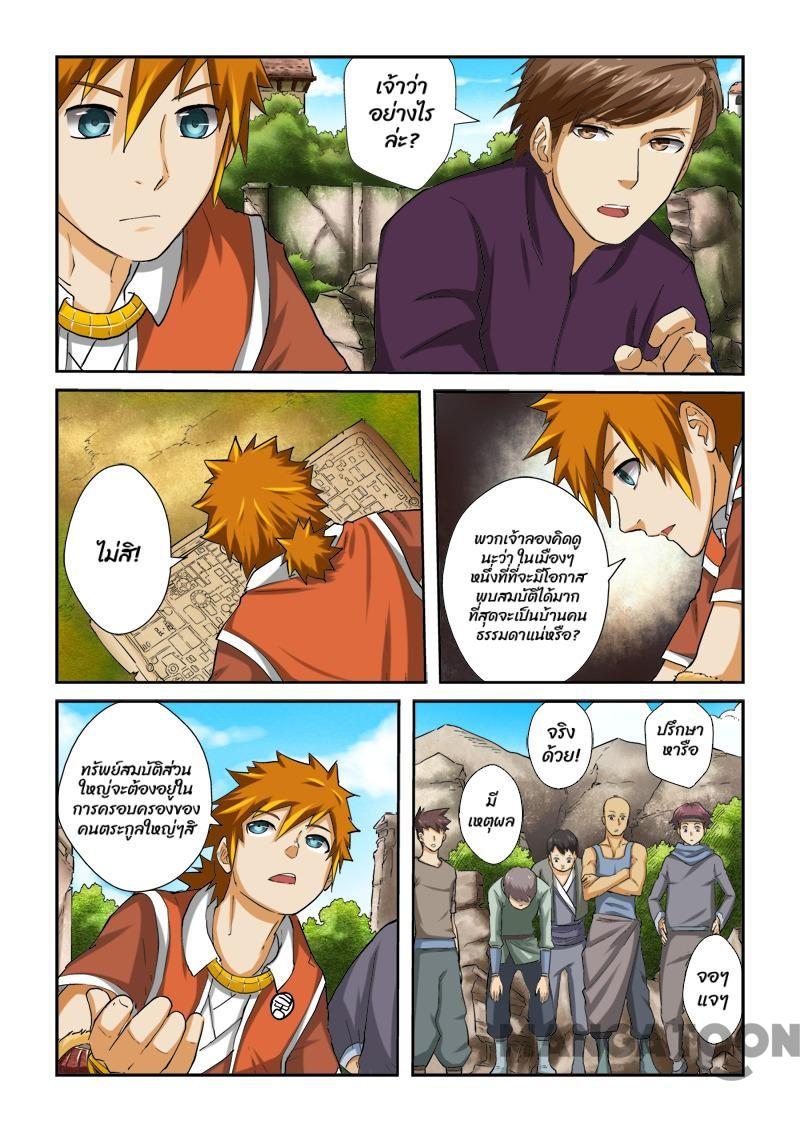 เจ้าว่า
อย่างไร
ล่ะ?
ไม่สิ!
พวกเจ้าลองคิดดู
นะว่า ในเมืองๆ
หนึ่งที่ที่จะมีโอกาส
พบสมบัติได้มาก
ที่สุดจะเป็นบ้านคน
ธรรมดาแน่หรือ?
ทรัพย์สมบัติส่วน
ใหญ่จะต้องอยู่ใน
การครอบครองของ
คนตระกูลใหญ่ๆสิ
จริง
ด้วย!
ปรึกษา
หารือ
มี
เหตุผล
จอๆ
แจๆ
MANGATOON